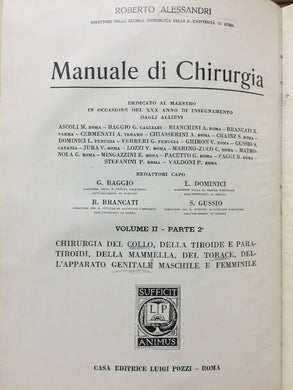 ROBERTO ALESSANDRI
DIRETTORE DELLA CLINICA CHIRURGICA DELLA R. UNIVERSITÀ DI ROMA
Manuale di Chirurgia
DEDICATO AL MAESTRO
IN OCCASIONE DEL XXX ANNO DI INSEGNAMENTO
DAGLI ALLIEVI
ASCOLI M. ROMA - BAGGIO G. CAGLIARI - BIANCHINI A. ROMA - BRANCATI R.
PARMA - CERMENATI A. TERAMO - CHIASSERINI A. ROMA - CRAINZ S. ROMA -
DOMINICI L. PERUGIA - FERRERI G. PERUGIA - GHIRON V. ROMA - GUSSIO S.
CATANIA - JURA V. ROMA - LOZZI V. ROMA - MARINO-ZUCO C. ROMA -
NOLA G. ROMA - MINGAZZINI E. ROMA - PACETTO G. ROMA - PAGGI B. ROMA -
STEFANINI P. ROMA - VALDONI P. ROMA
REDATTORI CAPO
G. BAGGIO L. DOMINICI
R. BRANCATI S. GUSSIO
VOLUME II - PARTE 2ª
CHIRURGIA DEL COLLO, DELLA TIROIDE E PARA-
TIROIDI, DELLA MAMMELLA, DEL TORACE, DEL-
L'APPARATO GENITALE MASCHILE E FEMMINILE
SUFFICIT
L P
ANIMUS
CASA EDITRICE LUIGI POZZI - ROMA